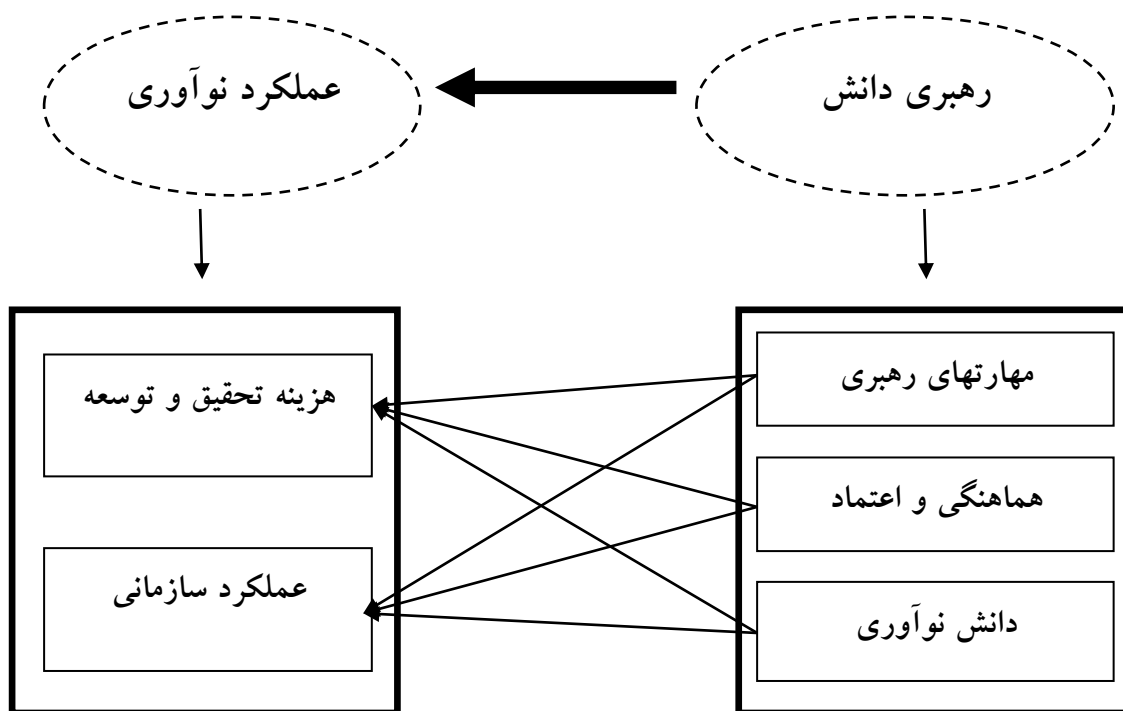 رهبری دانش
عملکرد نوآوری
مهارتهای رهبری
هزینه تحقیق و توسعه
هماهنگی و اعتماد
عملکرد سازمانی
دانش نوآوری